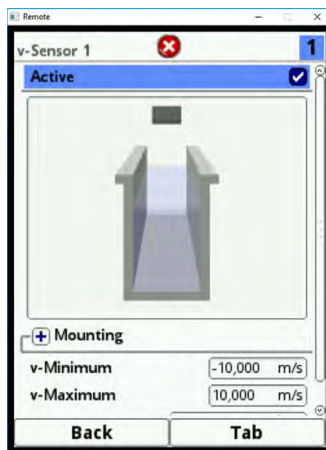 Remote
v-Sensor 1
1
Active
Mounting
v-Minimum -10,000 m/s
v-Maximum 10,000 m/s
Back Tab